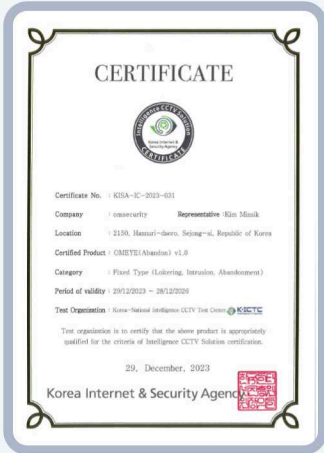 CERTIFICATE
Intelligence CCTV Solution
Korea Internet &
Security Agency
CERTIFICATE
Certificate No. : KISA-IC-2023-031
Company : omsecurity Representative : Kim Minsik
Location : 2150, Hannuri-daero, Sejong-si, Republic of Korea
Certified Product : OMEYE(Abandon) v1.0
Category : Fixed Type (Loitering, Intrusion, Abandonment)
Period of validity : 29/12/2023 ~ 28/12/2026
Test Organization : Korea-National Intelligence CCTV Test Center K-ICTC
Test organization is to certify that the above product is appropriately
qualified for the criteria of Intelligence CCTV Solution certification.
29, December, 2023
Korea Internet & Security Agency